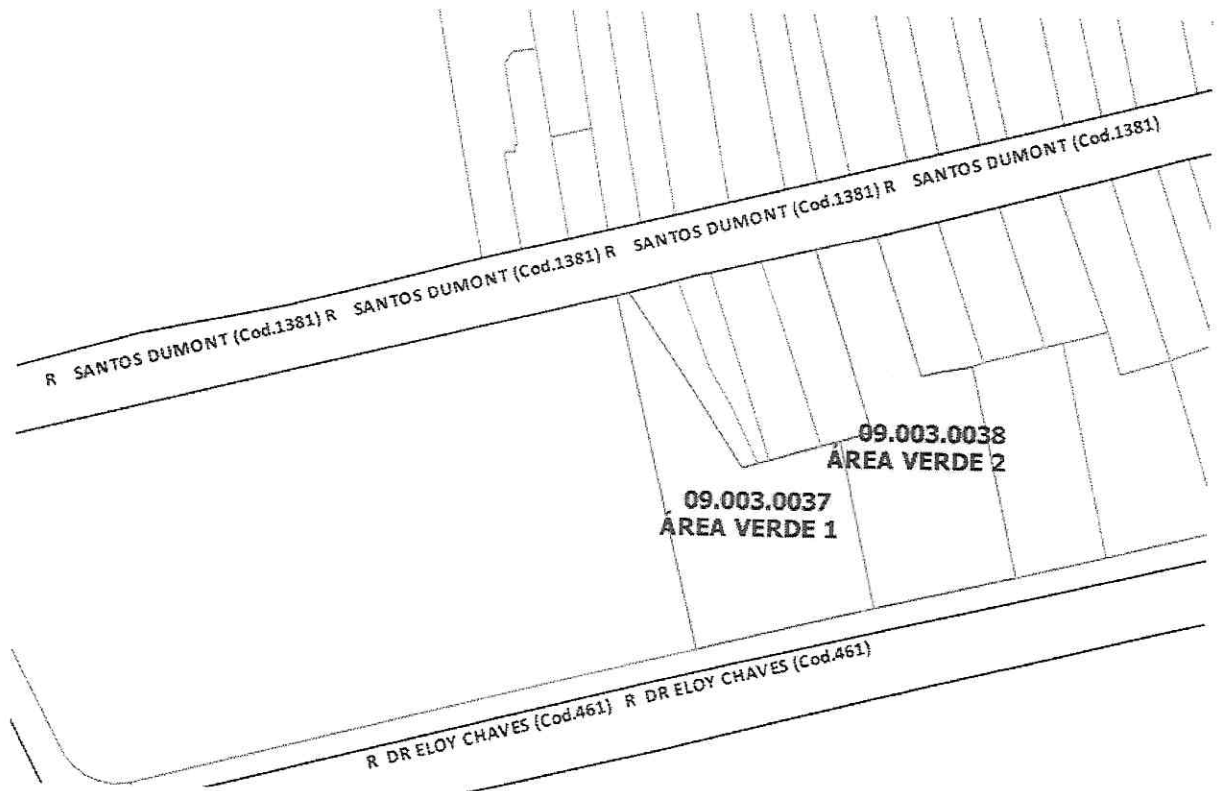 R SANTOS DUMONT (Cod.1381) R SANTOS DUMONT (Cod.1381) R SANTOS DUMONT (Cod.1381) R SANTOS DUMONT (Cod.1381)
09.003.0038
ÁREA VERDE 2
09.003.0037
ÁREA VERDE 1
R DR ELOY CHAVES (Cod.461) R DR ELOY CHAVES (Cod.461)